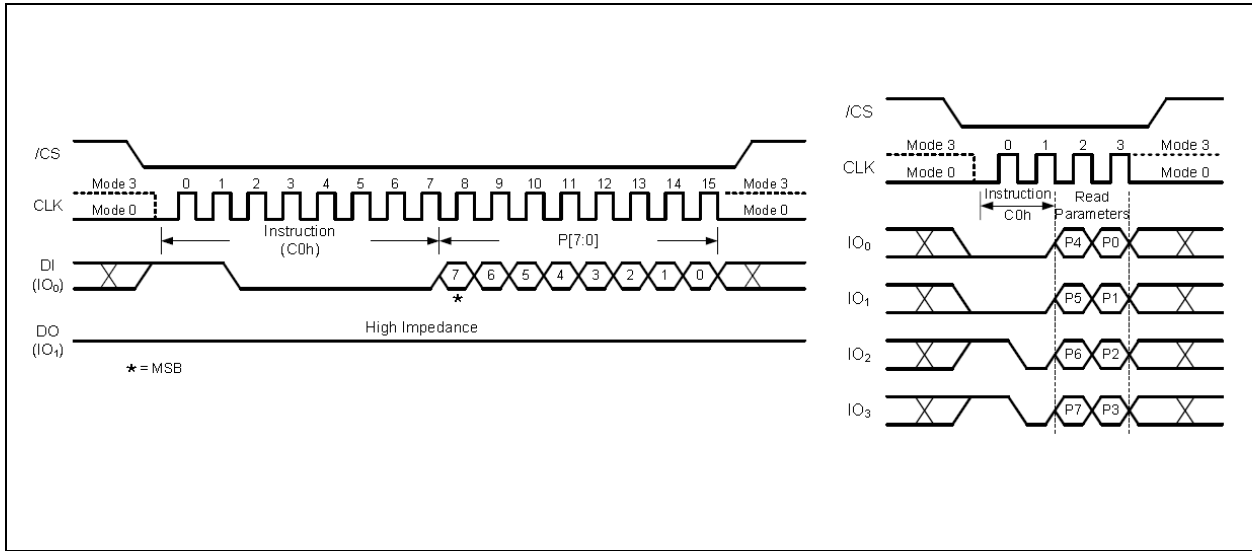 /CS
Mode 3 0 1 2 3 4 5 6 7 8 9 10 11 12 13 14 15 Mode 3
CLK
Mode 0 Mode 0
Instruction
(C0h)
P[7:0]
DI
(IO0)
7 6 5 4 3 2 1 0
*
DO
(IO1)
High Impedance
* = MSB
/CS
Mode 3 0 1 2 3 Mode 3
CLK
Mode 0 Mode 0
Instruction
C0h
Read
Parameters
IO0 P4 P0
IO1 P5 P1
IO2 P6 P2
IO3 P7 P3